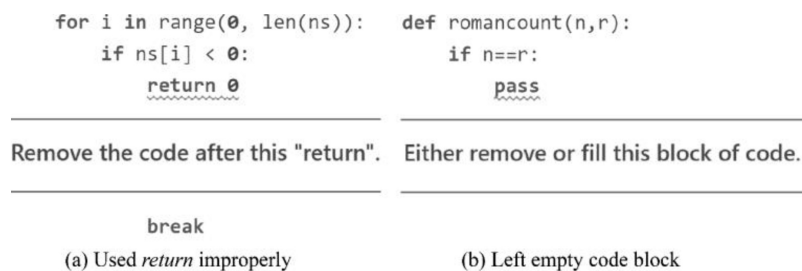 for i in range(0, len(ns)):
if ns[i] < 0:
return 0
Remove the code after this "return".
break
(a) Used return improperly
def romancount(n,r):
if n==r:
pass
Either remove or fill this block of code.
(b) Left empty code block